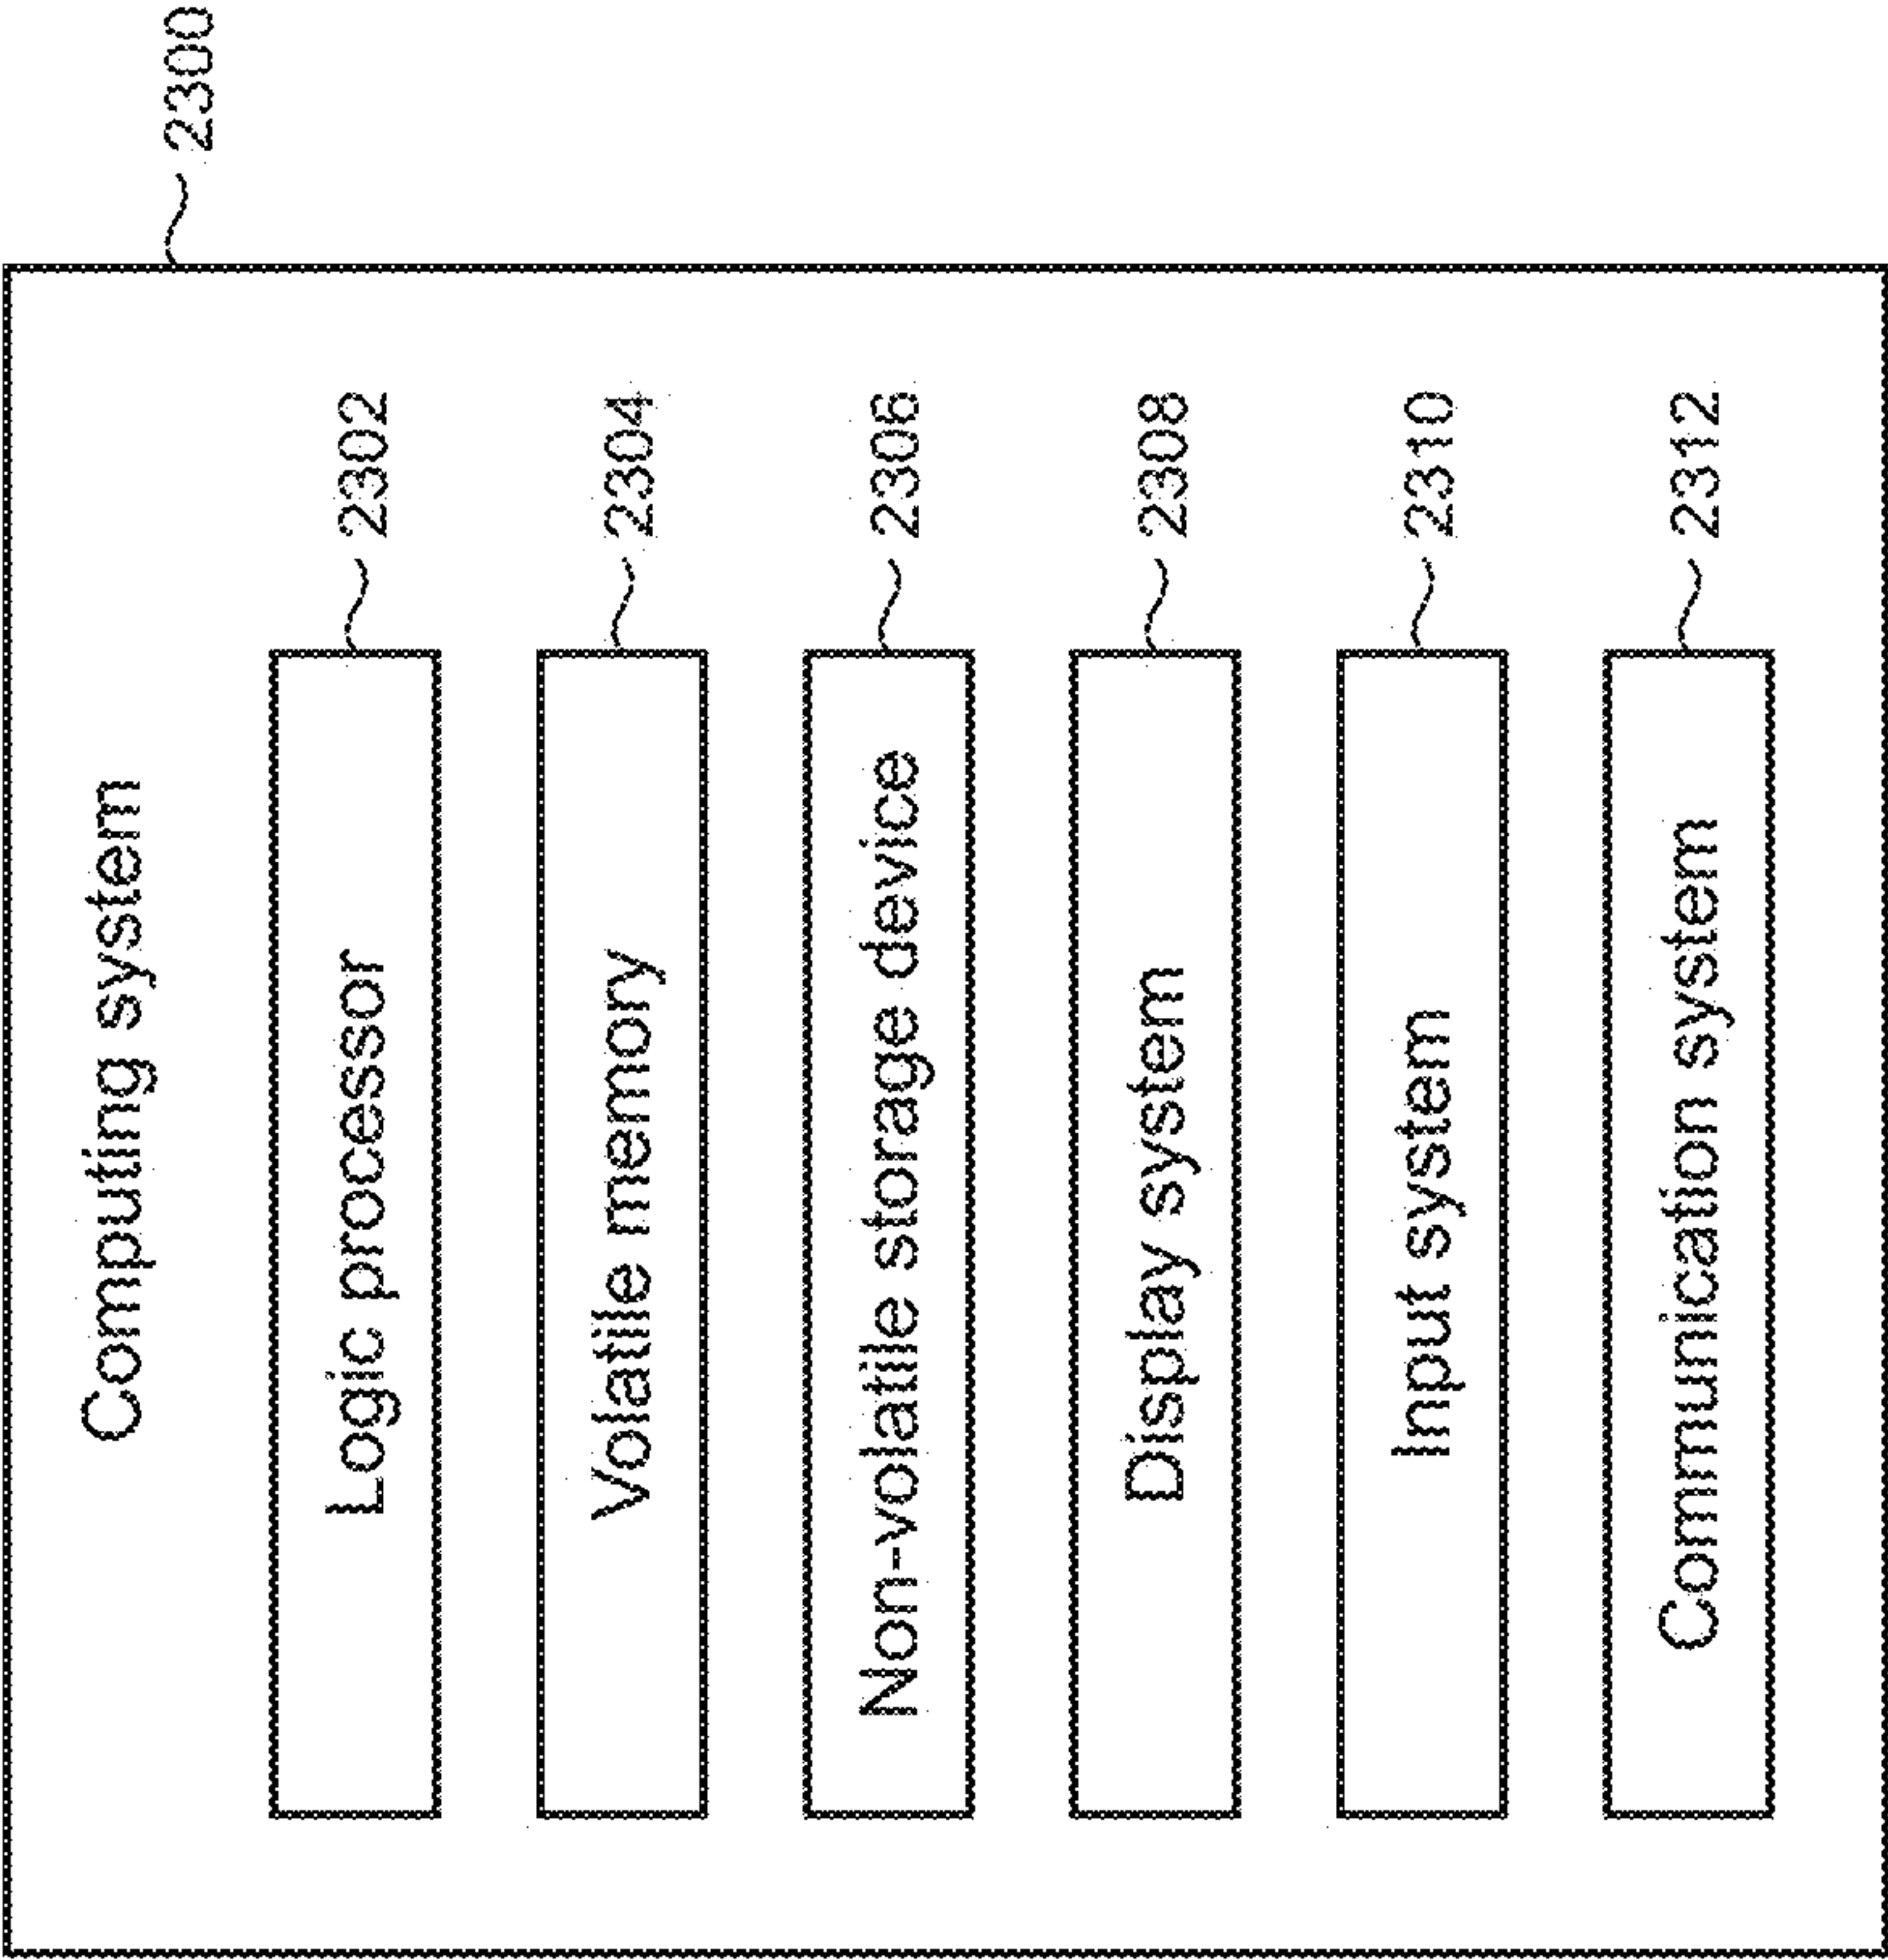 2300
Computing system
Logic processor 2302
Volatile memory 2304
Non-volatile storage device 2306
Display system 2308
Input system 2310
Communication system 2312